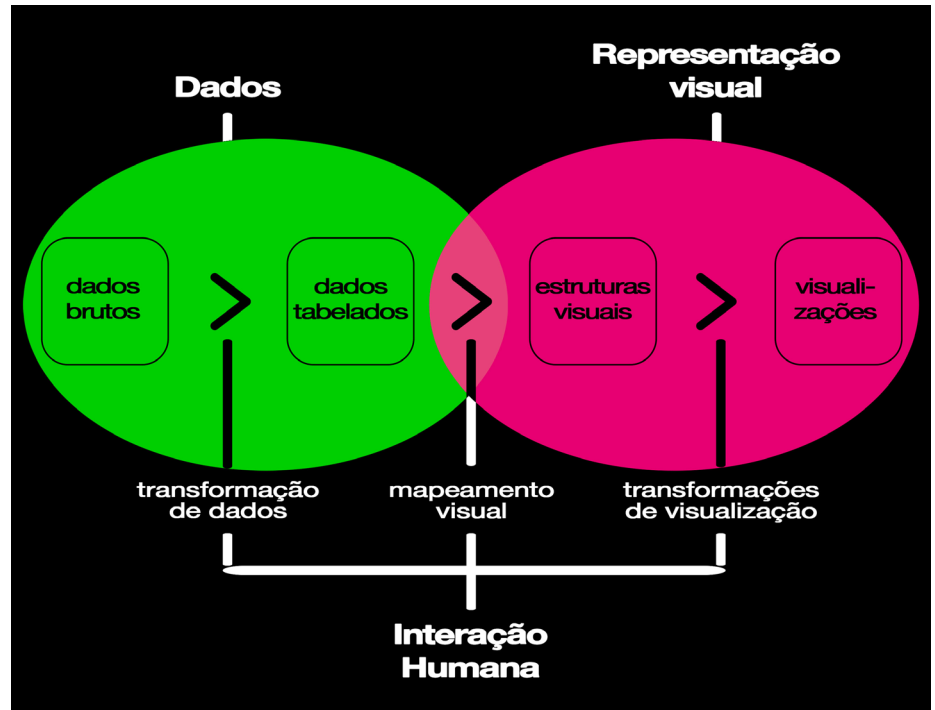 Dados
Representação
visual
dados
brutos
>
dados
tabelados
>
estruturas
visuais
>
visuali-
zações
transformação
de dados
mapeamento
visual
transformações
de visualização
Interação
Humana